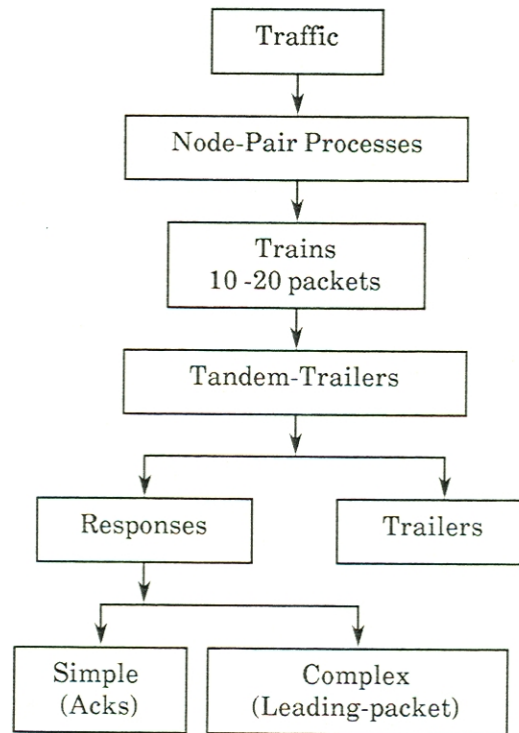 Traffic
Node-Pair Processes
Trains
10 -20 packets
Tandem-Trailers
Responses
Trailers
Simple
(Acks)
Complex
(Leading-packet)